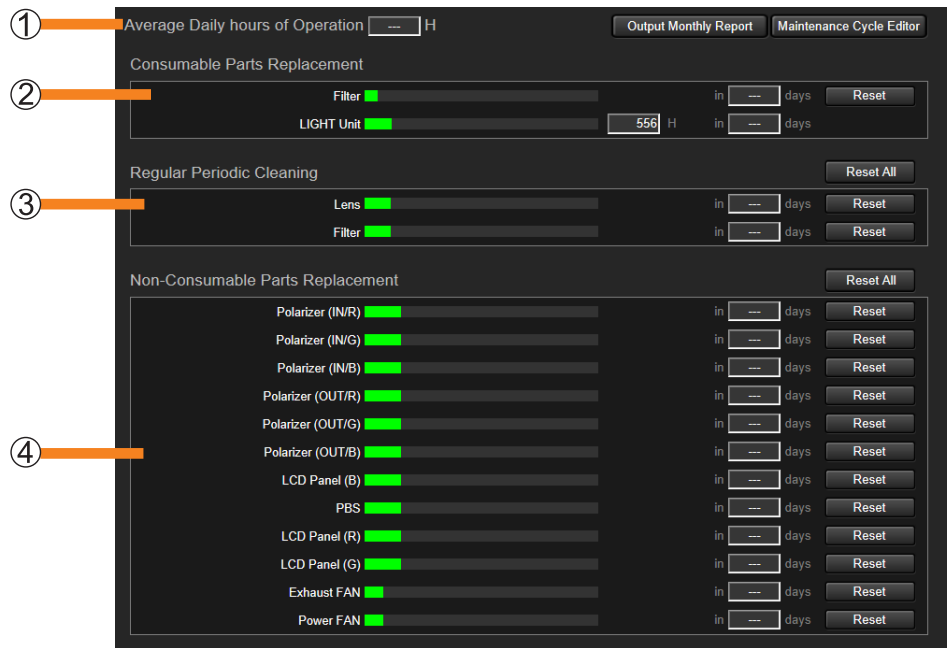 ① Average Daily hours of Operation --- H Output Monthly Report Maintenance Cycle Editor
Consumable Parts Replacement
② Filter in --- days Reset
LIGHT Unit 556 H in --- days
Regular Periodic Cleaning Reset All
③ Lens in --- days Reset
Filter in --- days Reset
Non-Consumable Parts Replacement Reset All
Polarizer (IN/R) in --- days Reset
Polarizer (IN/G) in --- days Reset
Polarizer (IN/B) in --- days Reset
Polarizer (OUT/R) in --- days Reset
Polarizer (OUT/G) in --- days Reset
④ Polarizer (OUT/B) in --- days Reset
LCD Panel (B) in --- days Reset
PBS in --- days Reset
LCD Panel (R) in --- days Reset
LCD Panel (G) in --- days Reset
Exhaust FAN in --- days Reset
Power FAN in --- days Reset